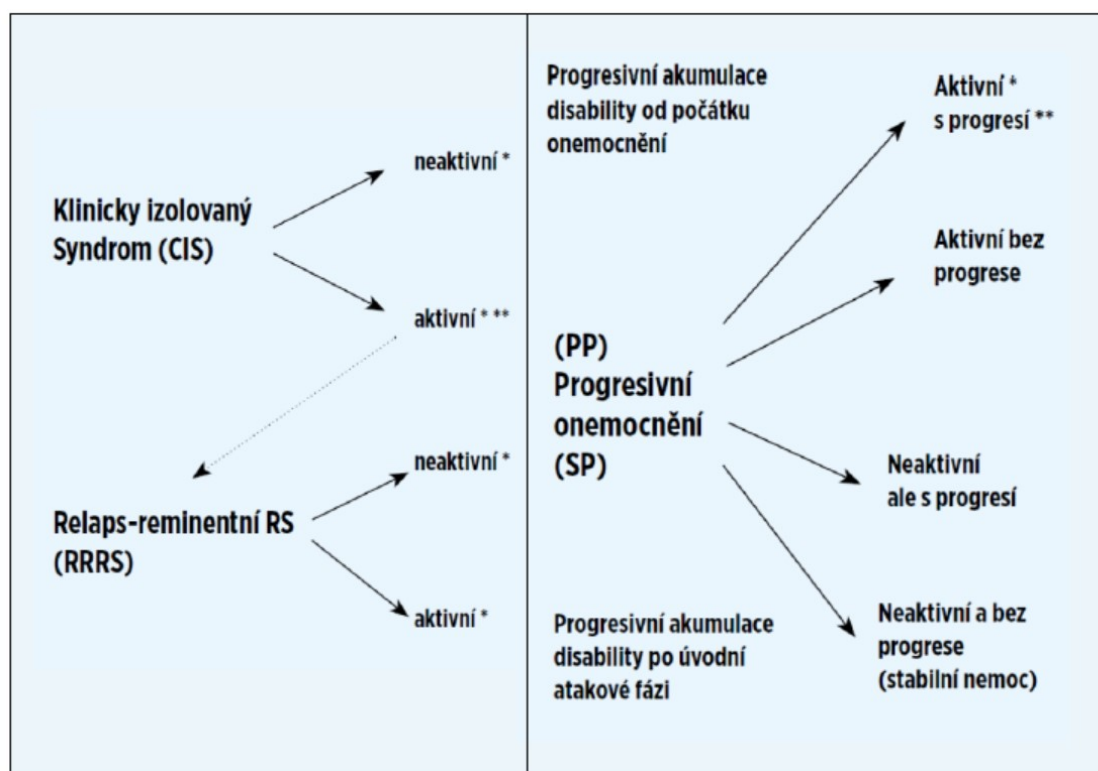 Klinicky izolovaný
Syndrom (CIS)
neaktivní *
aktivní * **
Relaps-reminentní RS
(RRRS)
neaktivní *
aktivní *
Progresivní akumulace
disability od počátku
onemocnění
(PP)
Progresivní
onemocnění
(SP)
Progresivní akumulace
disability po úvodní
atakové fázi
Aktivní *
s progresí **
Aktivní bez
progrese
Neaktivní
ale s progresí
Neaktivní a bez
progrese
(stabilní nemoc)